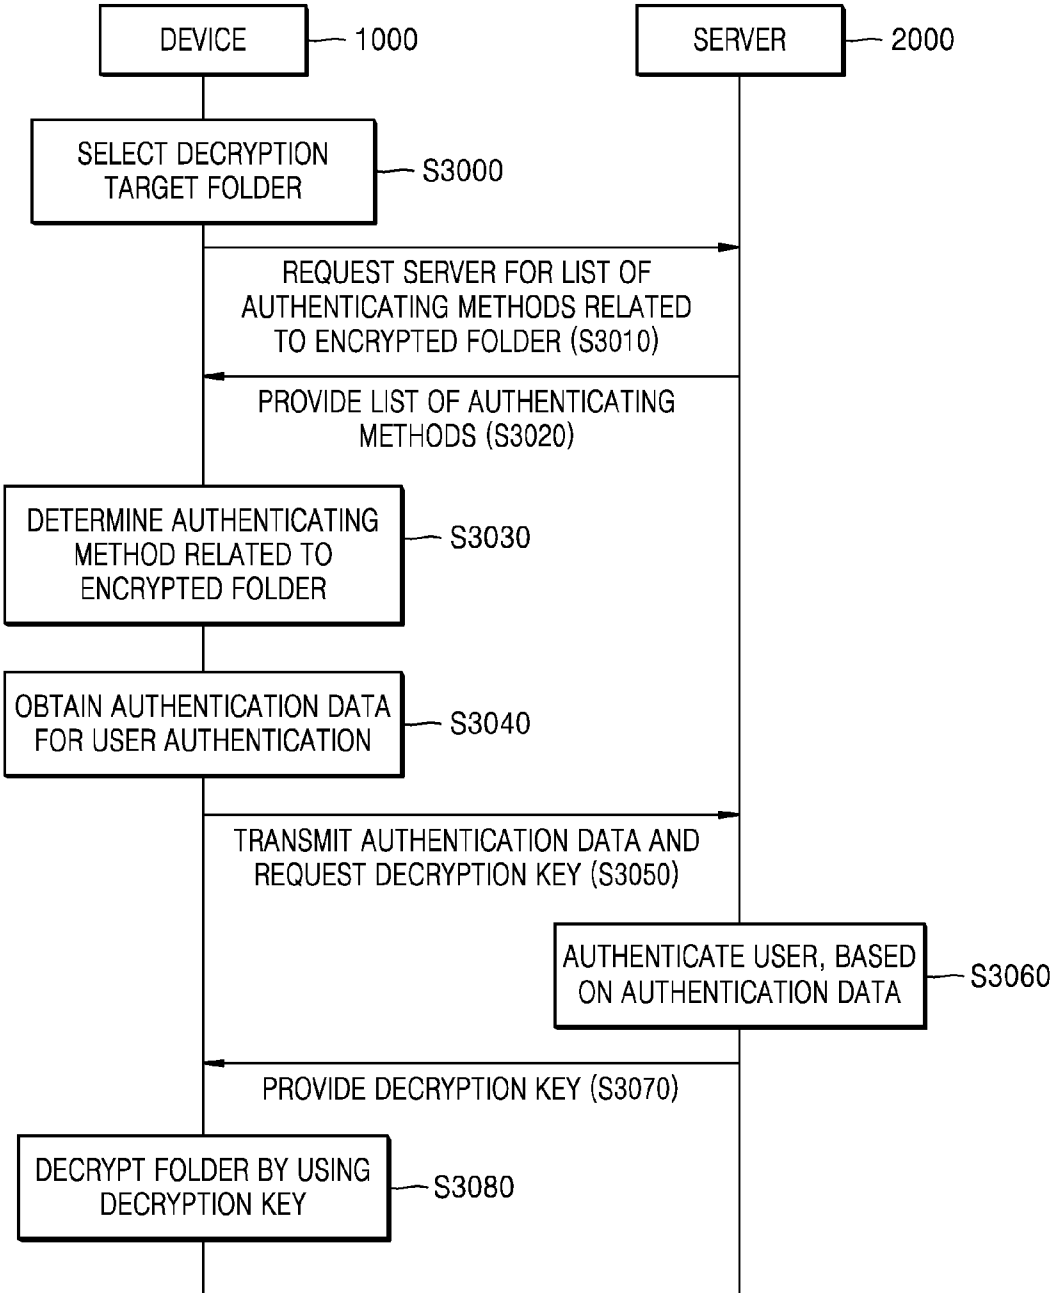 DEVICE
1000
SERVER
2000
SELECT DECRYPTION
TARGET FOLDER
S3000
REQUEST SERVER FOR LIST OF
AUTHENTICATING METHODS RELATED
TO ENCRYPTED FOLDER (S3010)
PROVIDE LIST OF AUTHENTICATING
METHODS (S3020)
DETERMINE AUTHENTICATING
METHOD RELATED TO
ENCRYPTED FOLDER
S3030
OBTAIN AUTHENTICATION DATA
FOR USER AUTHENTICATION
S3040
TRANSMIT AUTHENTICATION DATA AND
REQUEST DECRYPTION KEY (S3050)
AUTHENTICATE USER, BASED
ON AUTHENTICATION DATA
S3060
PROVIDE DECRYPTION KEY (S3070)
DECRYPT FOLDER BY USING
DECRYPTION KEY
S3080